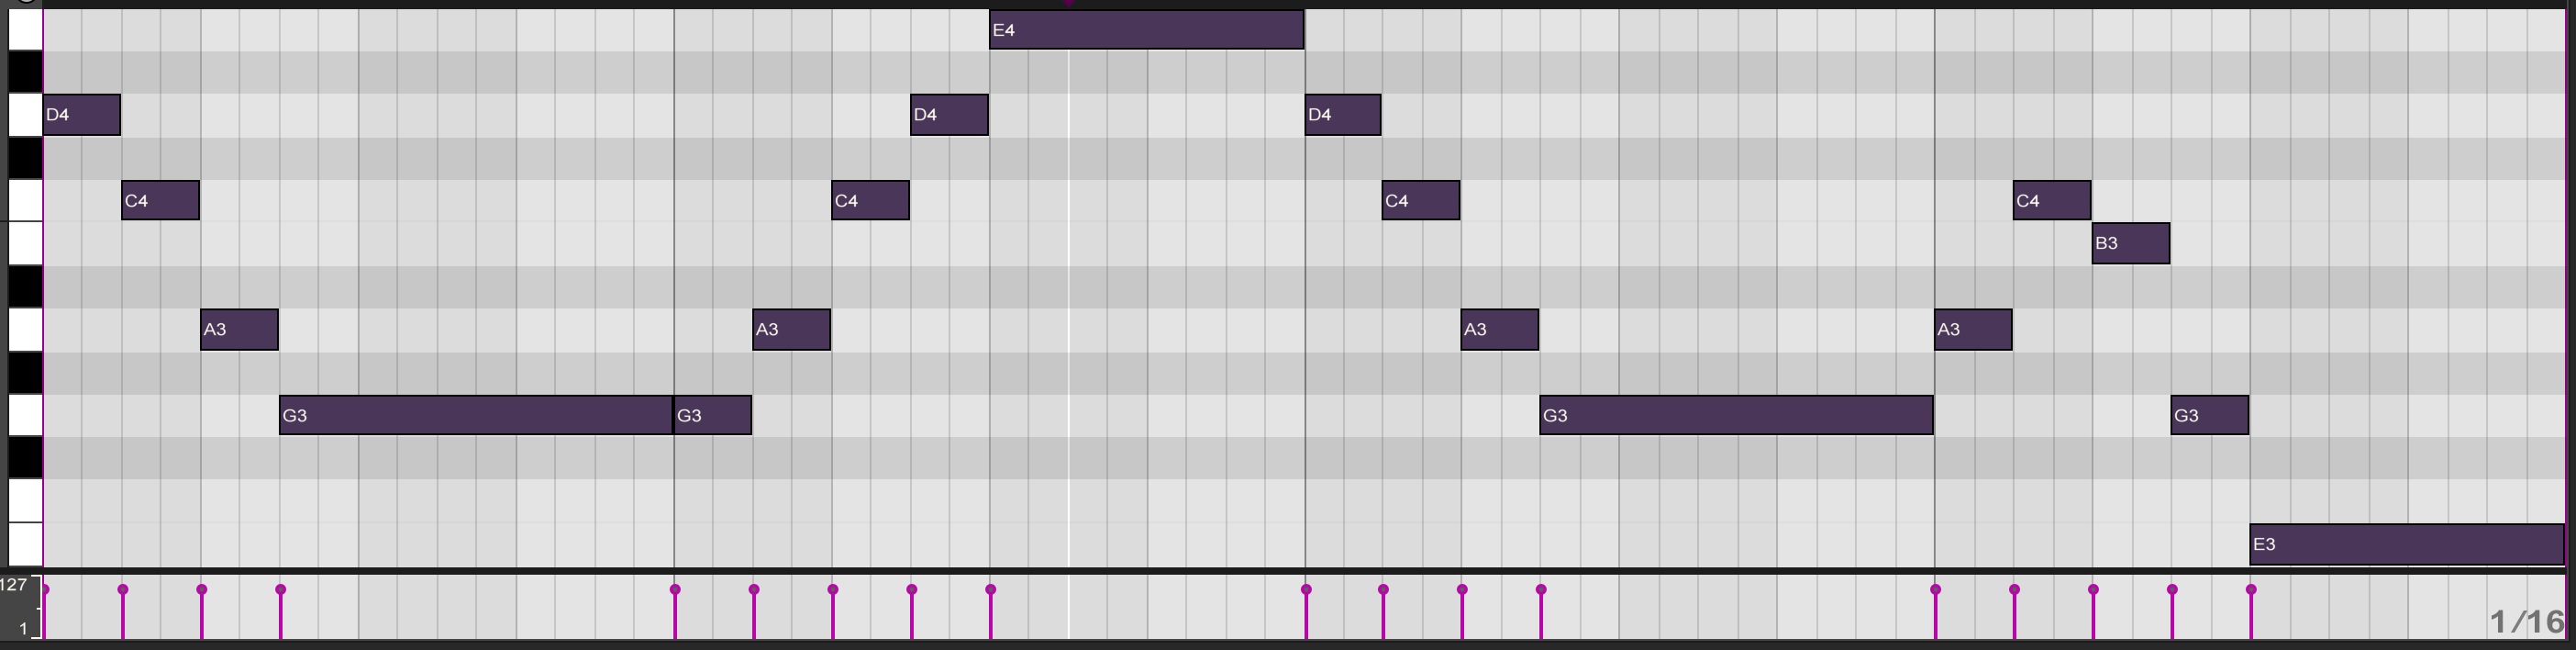 E4
D4 D4 D4
C4 C4 C4 C4
B3
A3 A3 A3 A3
G3 G3 G3 G3
E3
127
1 1/16